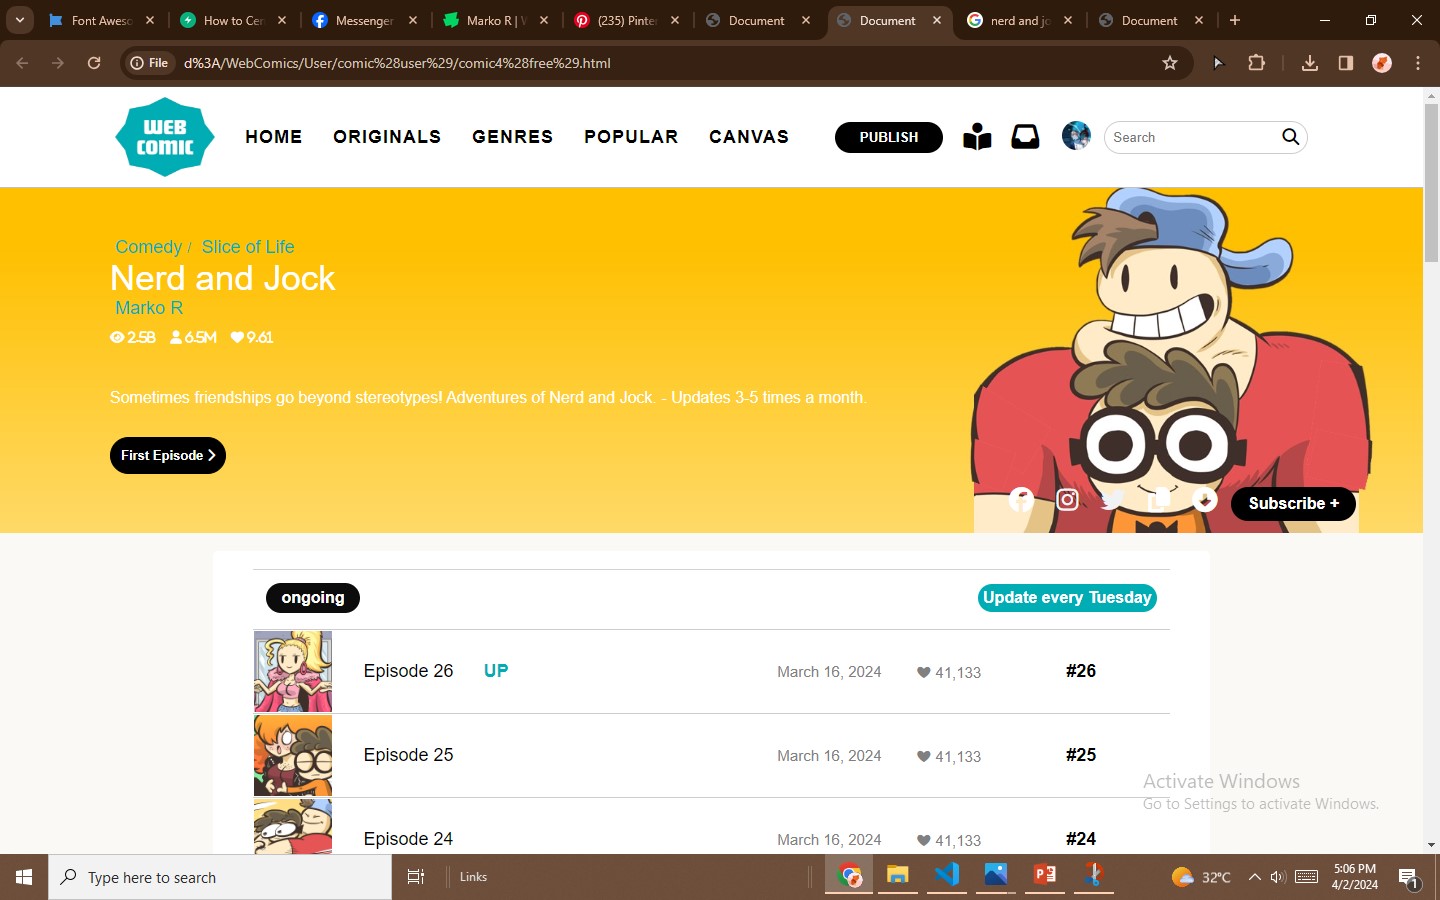 Font Aweso
How to Cen
Messenger
Marko R | W
(235) Pinte
Document
Document
nerd and jo
Document
File
d%3A/WebComics/User/comic%28user%29/comic4%28free%29.html
WEB
COMIC
HOME
ORIGINALS
GENRES
POPULAR
CANVAS
PUBLISH
Search
Comedy / Slice of Life
Nerd and Jock
Marko R
2.5B 6.5M 9.61
Sometimes friendships go beyond stereotypes! Adventures of Nerd and Jock. - Updates 3-5 times a month.
First Episode
Subscribe +
ongoing
Update every Tuesday
Episode 26 UP March 16, 2024 41,133 #26
Episode 25 March 16, 2024 41,133 #25
Episode 24 March 16, 2024 41,133 #24
Activate Windows
Go to Settings to activate Windows.
Type here to search
Links
32°C
5:06 PM
4/2/2024
1